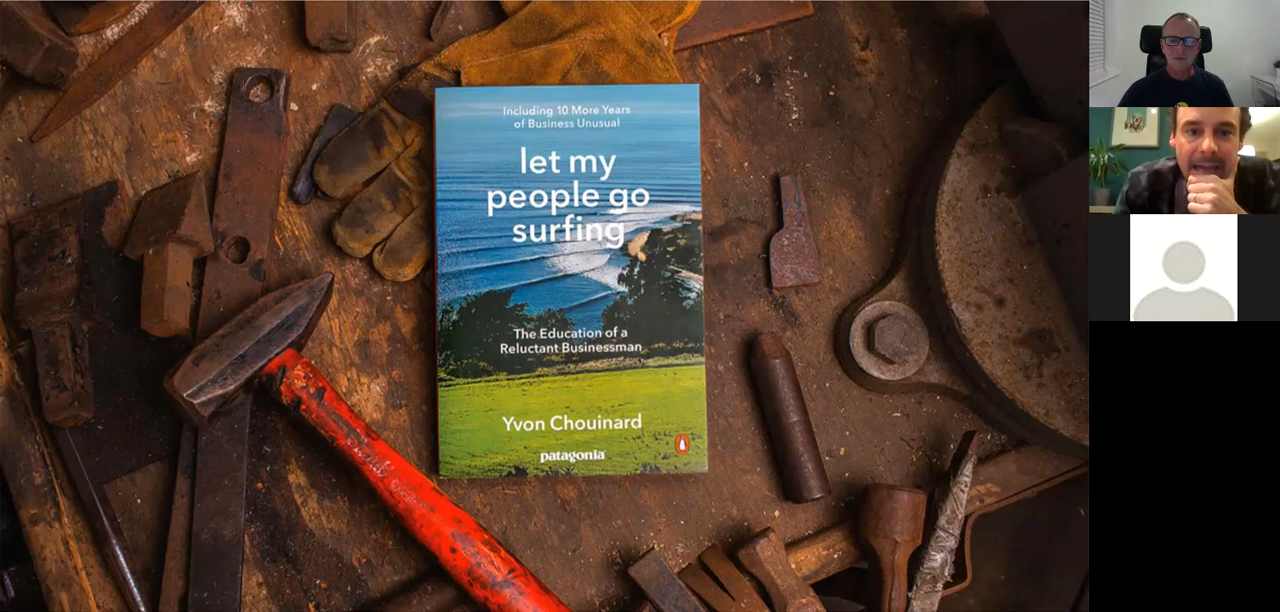 Including 10 More Years
of Business Unusual
let my
people go
surfing
The Education of a
Reluctant Businessman
Yvon Chouinard
patagonia